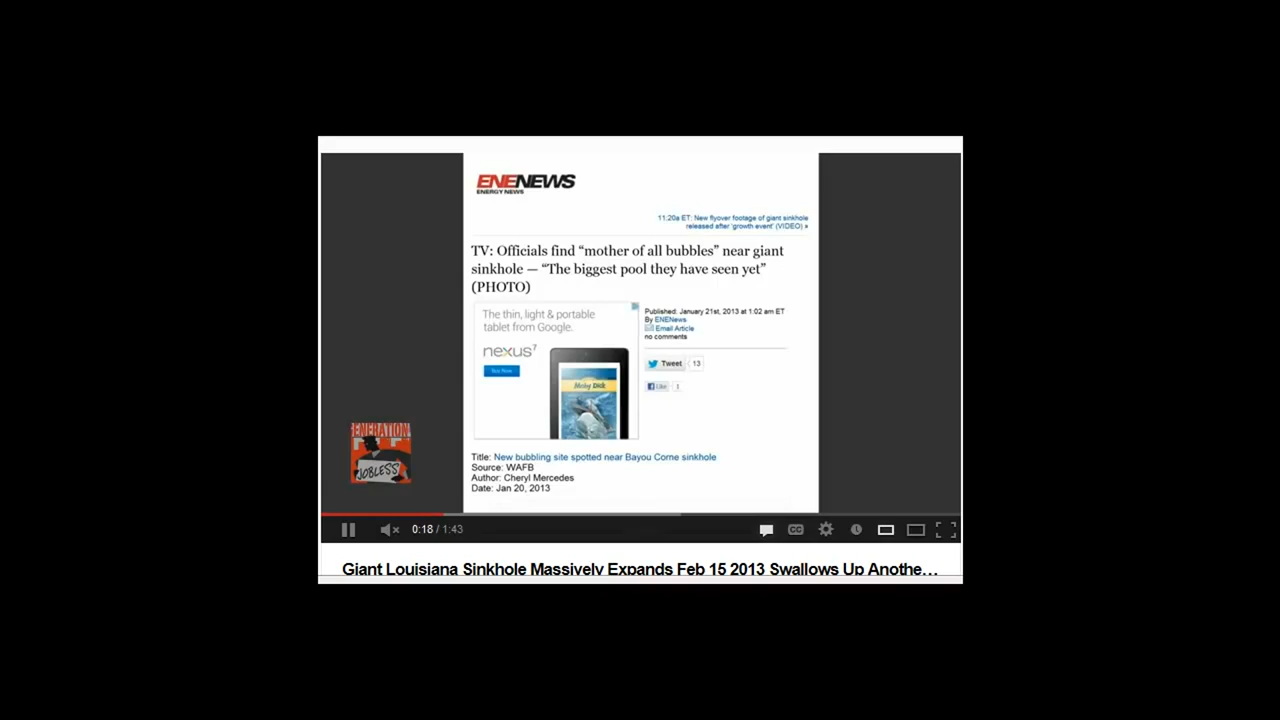 ENENEWS
ENERGY NEWS
11:20a ET: New flyover footage of giant sinkhole
released after 'growth event' (VIDEO) »
TV: Officials find “mother of all bubbles” near giant
sinkhole — “The biggest pool they have seen yet”
(PHOTO)
The thin, light & portable
tablet from Google.
nexus7
Buy Now
Moby Dick
Published: January 21st, 2013 at 1:02 am ET
By ENENews
Email Article
no comments
Tweet 13
Like 1
ENERATION
JOBLESS
Title: New bubbling site spotted near Bayou Corne sinkhole
Source: WAFB
Author: Cheryl Mercedes
Date: Jan 20, 2013
0:18 / 1:43
CC
Giant Louisiana Sinkhole Massively Expands Feb 15 2013 Swallows Up Anothe…